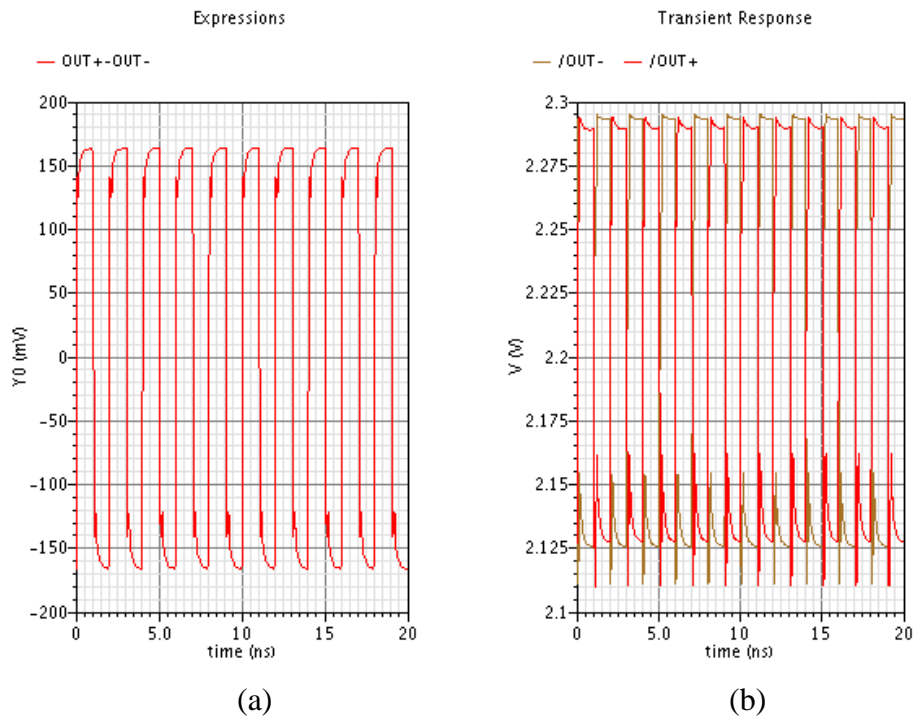 Expressions
OUT+-OUT-
200
150
100
50
0
-50
-100
-150
-200
Y0 (mV)
0
5.0
10
15
20
time (ns)
(a)
Transient Response
/OUT- /OUT+
2.3
2.275
2.25
2.225
2.2
2.175
2.15
2.125
2.1
V (V)
0
5.0
10
15
20
time (ns)
(b)